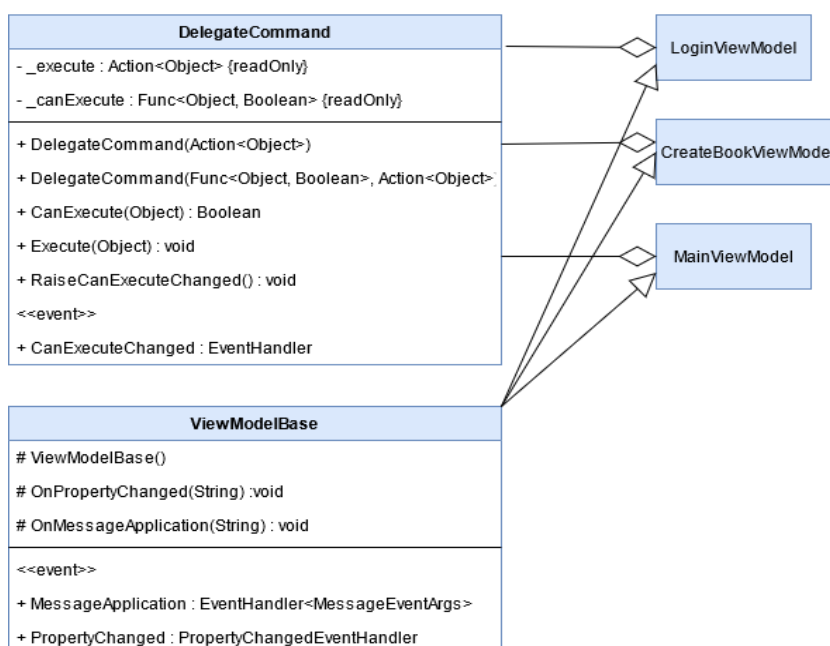 DelegateCommand
- _execute : Action<Object> {readOnly}
- _canExecute : Func<Object, Boolean> {readOnly}
+ DelegateCommand(Action<Object>)
+ DelegateCommand(Func<Object, Boolean>, Action<Object>
+ CanExecute(Object) : Boolean
+ Execute(Object) : void
+ RaiseCanExecuteChanged() : void
<<event>>
+ CanExecuteChanged : EventHandler
LoginViewModel
CreateBookViewMode
MainViewModel
ViewModelBase
# ViewModelBase()
# OnPropertyChanged(String) :void
# OnMessageApplication(String) : void
<<event>>
+ MessageApplication : EventHandler<MessageEventArgs>
+ PropertyChanged : PropertyChangedEventHandler